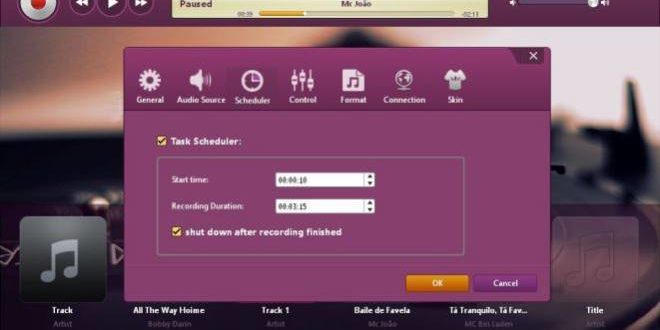 Paused
Mc João
00:39
-02:13
General
Audio Source
Scheduler
Control
Format
Connection
Skin
Task Scheduler:
Start time:
00:00:10
Recording Duration:
00:03:15
shut down after recording finished
OK
Cancel
Track
Artist
All The Way Hoime
Bobby Darin
Track 1
Artist
Baile de Favela
Mc João
Tá Tranquilo, Tá Fav...
MC Bin Laden
Title
Artist